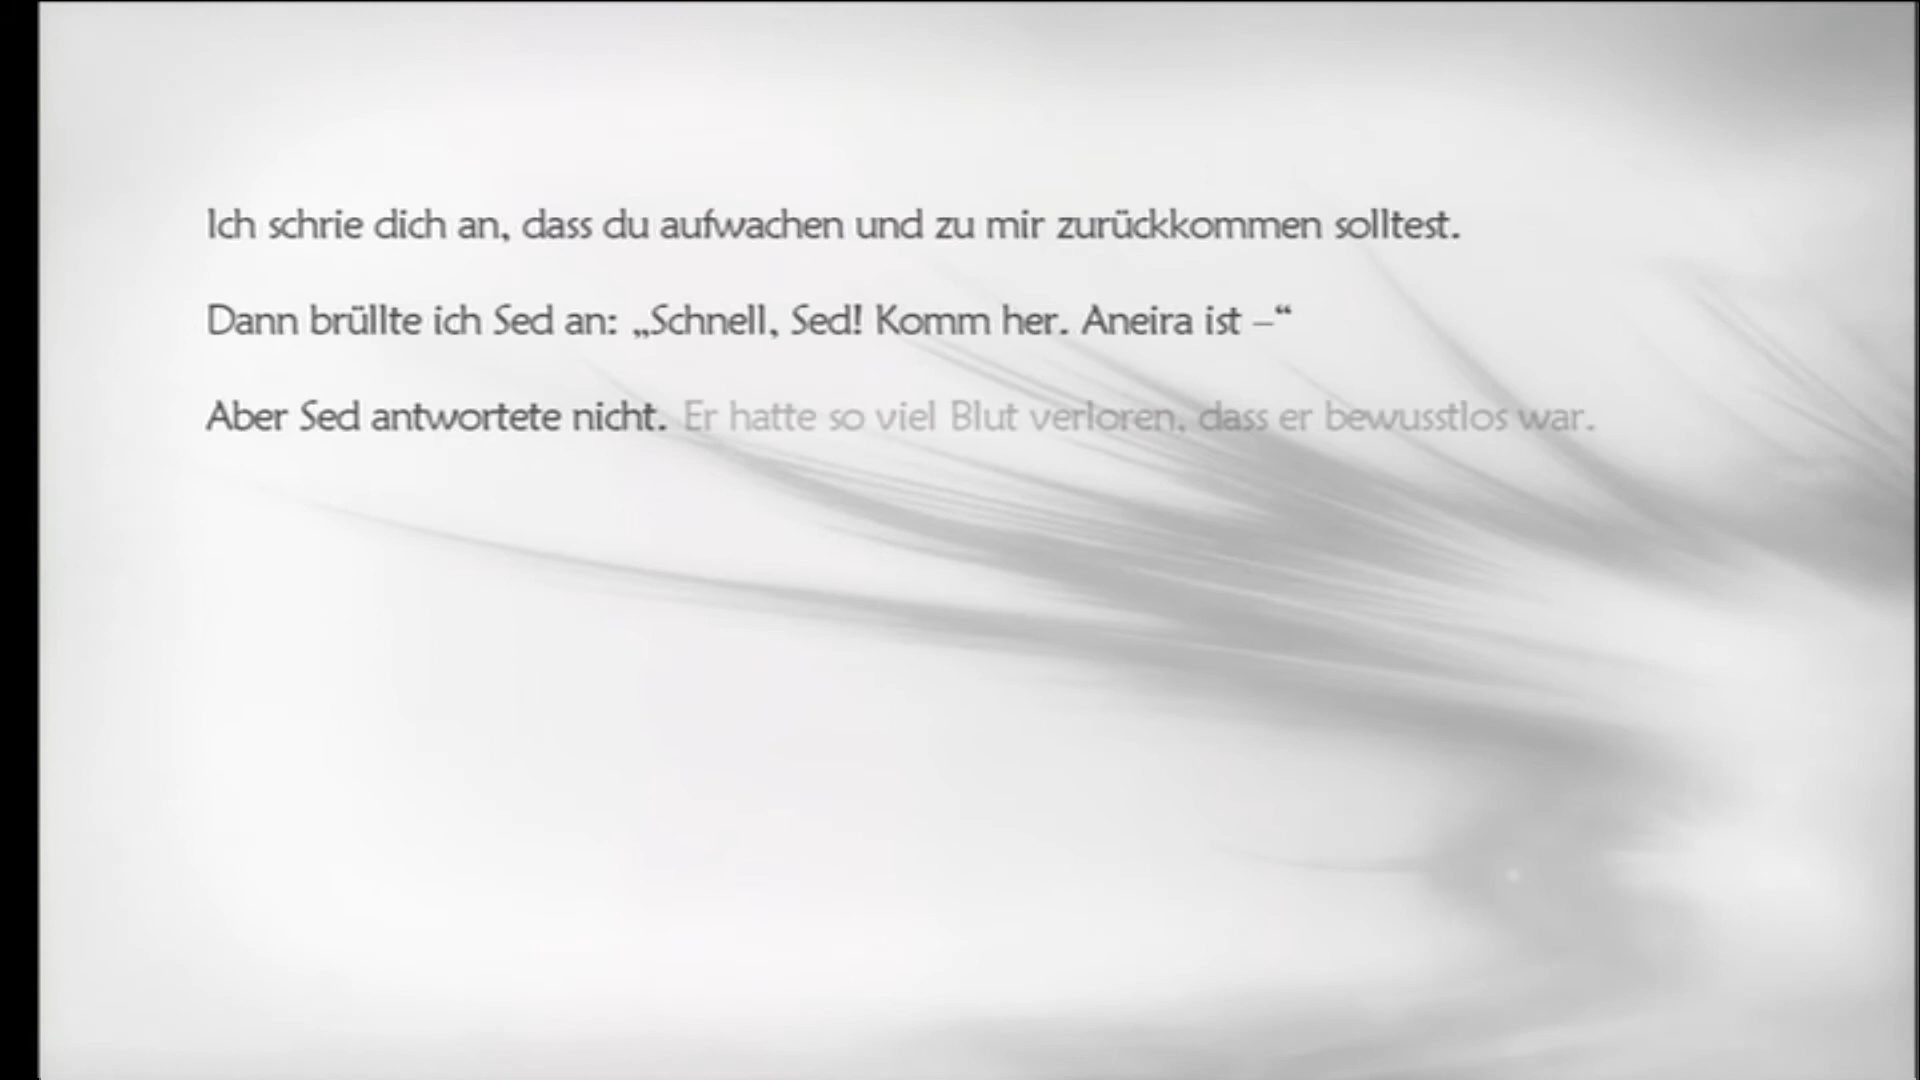 Ich schrie dich an, dass du aufwachen und zu mir zurückkommen solltest.
Dann brüllte ich Sed an: „Schnell, Sed! Komm her. Aneira ist –“
Aber Sed antwortete nicht. Er hatte so viel Blut verloren, dass er bewusstlos war.